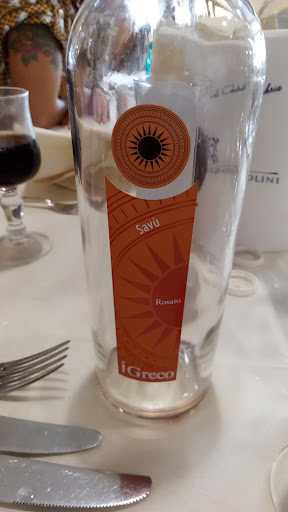 Savù
Rosato
iGreco
OLINI